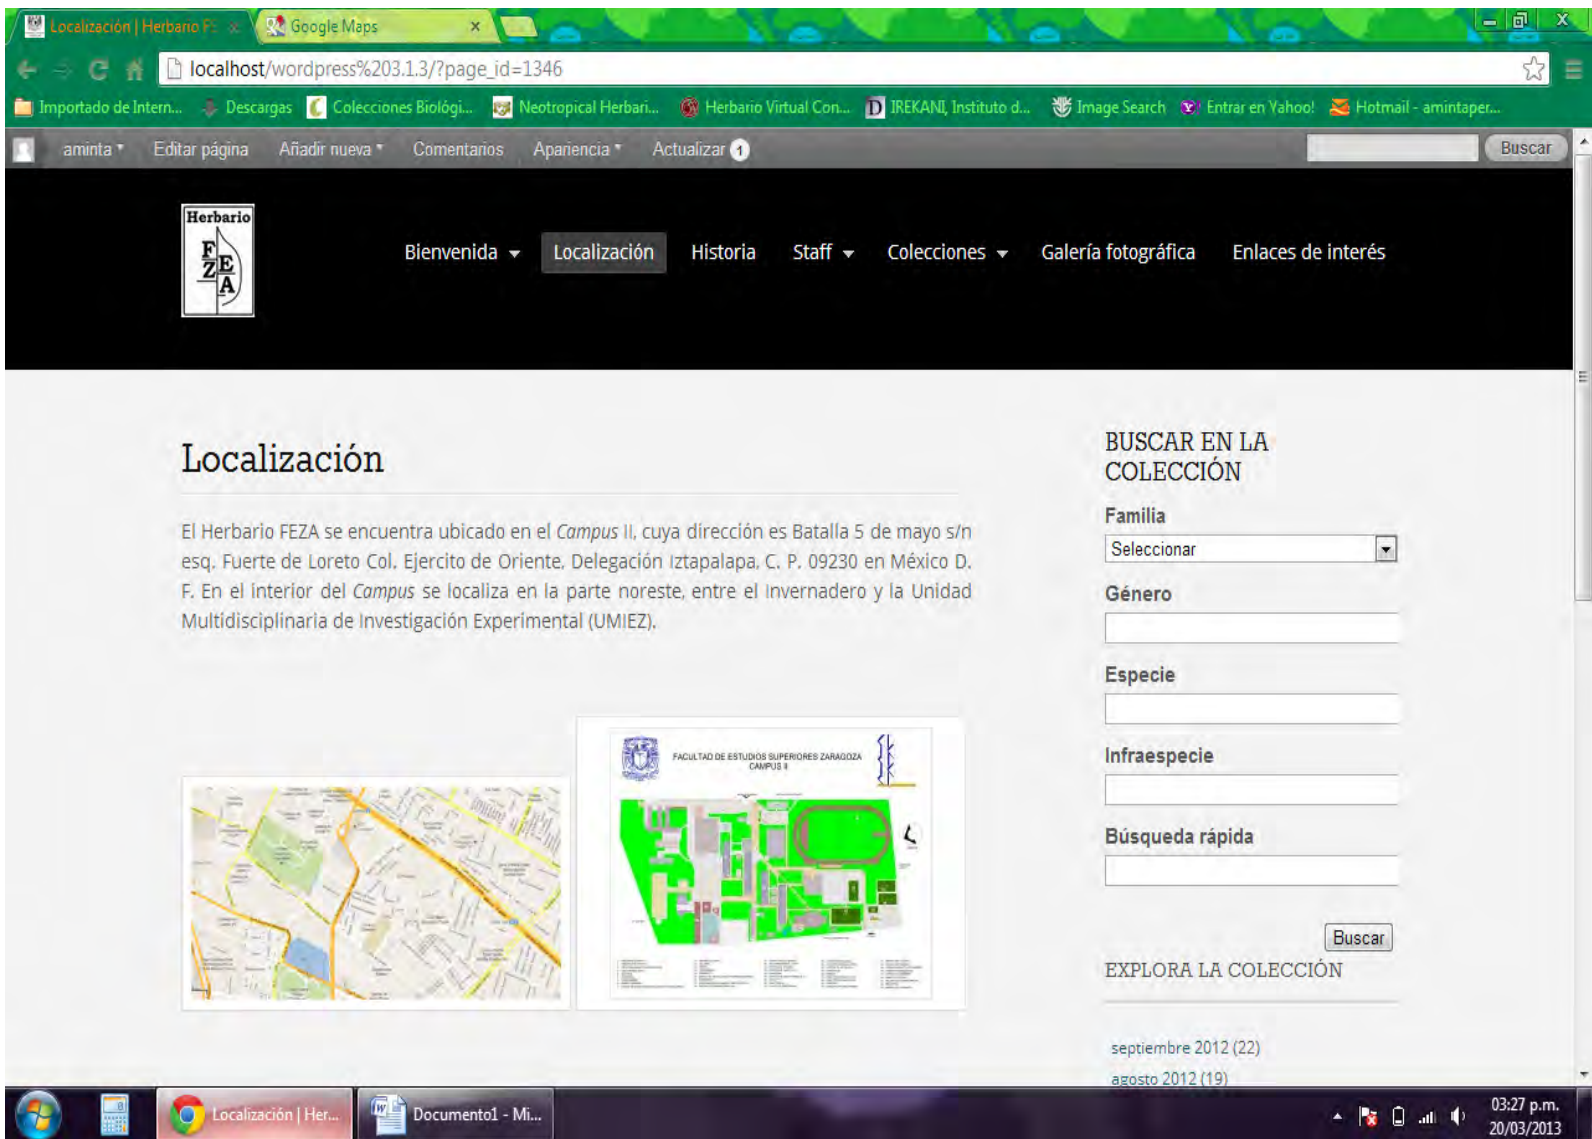 Localización | Herbario F
Google Maps
localhost/wordpress%203.1.3/?page_id=1346
Importado de Intern...
Descargas
Colecciones Biológi...
Neotropical Herbari...
Herbario Virtual Con...
IREKANI, Instituto d...
Image Search
Entrar en Yahoo!
Hotmail - amintaper...
aminta
Editar página
Añadir nueva
Comentarios
Apariencia
Actualizar 1
Buscar
Herbario
FEZA
Bienvenida
Localización
Historia
Staff
Colecciones
Galería fotográfica
Enlaces de interés
Localización
El Herbario FEZA se encuentra ubicado en el Campus II, cuya dirección es Batalla 5 de mayo s/n
esq. Fuerte de Loreto Col. Ejercito de Oriente, Delegación Iztapalapa, C. P. 09230 en México D.
F. En el interior del Campus se localiza en la parte noreste, entre el Invernadero y la Unidad
Multidisciplinaria de Investigación Experimental (UMIEZ).
FACULTAD DE ESTUDIOS SUPERIORES ZARAGOZA
CAMPUS II
BUSCAR EN LA
COLECCIÓN
Familia
Seleccionar
Género
Especie
Infraespecie
Búsqueda rápida
Buscar
EXPLORA LA COLECCIÓN
septiembre 2012 (22)
agosto 2012 (19)
Localización | Her...
Documento1 - Mi...
03:27 p.m.
20/03/2013